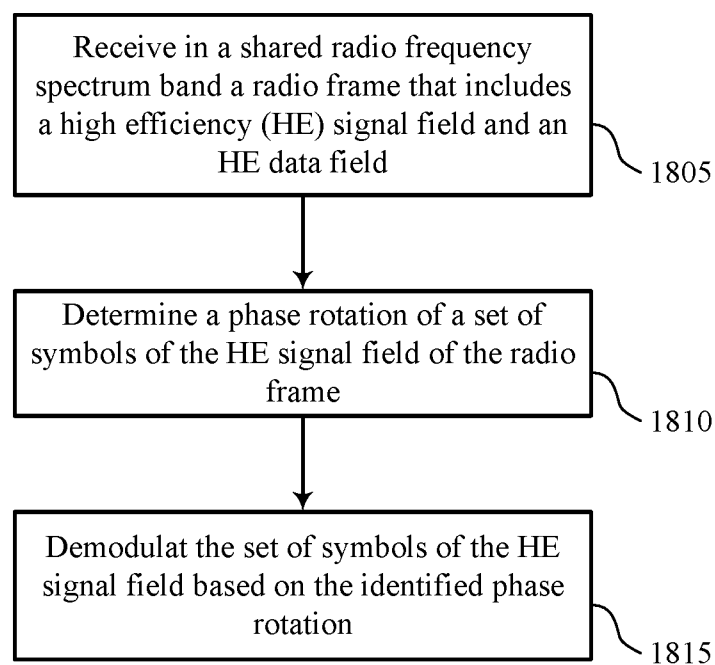 Receive in a shared radio frequency
spectrum band a radio frame that includes
a high efficiency (HE) signal field and an
HE data field
1805
Determine a phase rotation of a set of
symbols of the HE signal field of the radio
frame
1810
Demodulat the set of symbols of the HE
signal field based on the identified phase
rotation
1815